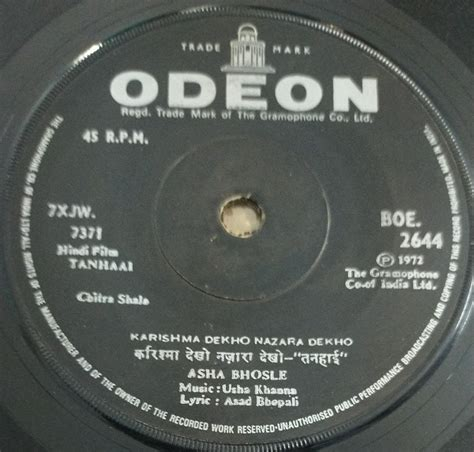 TRADE MARK
ODEON
Regd. Trade Mark of The Gramophone Co., Ltd.
45 R.P.M.
7XJW.
7371
Hindi Film
TANHAAI
Chitra Shala
BOE.
2644
Ⓟ 1972
The Gramophone
Co. of India Ltd.
KARISHMA DEKHO NAZARA DEKHO
करिश्मा देखो नज़ारा देखो-"तनहाई"
ASHA BHOSLE
Music: Usha Khanna
Lyric: Asad Bhopali
ALL RIGHTS OF THE MANUFACTURER AND OF THE OWNER OF THE RECORDED WORK RESERVED-UNAUTHORISED PUBLIC PERFORMANCE BROADCASTING AND COPYING OF THIS RECORD PROHIBITED. MADE IN INDIA.